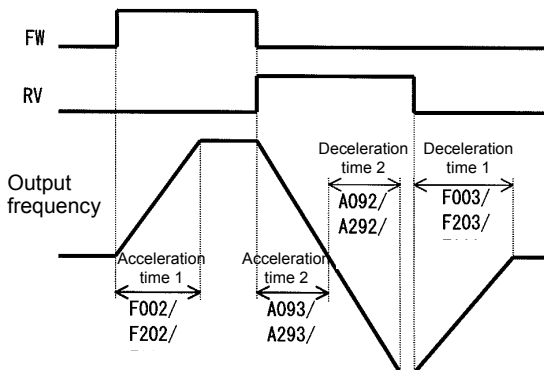 FW
RV
Output
frequency
Acceleration
time 1
F002/
F202/
Acceleration
time 2
A093/
A293/
Deceleration
time 2
A092/
A292/
Deceleration
time 1
F003/
F203/